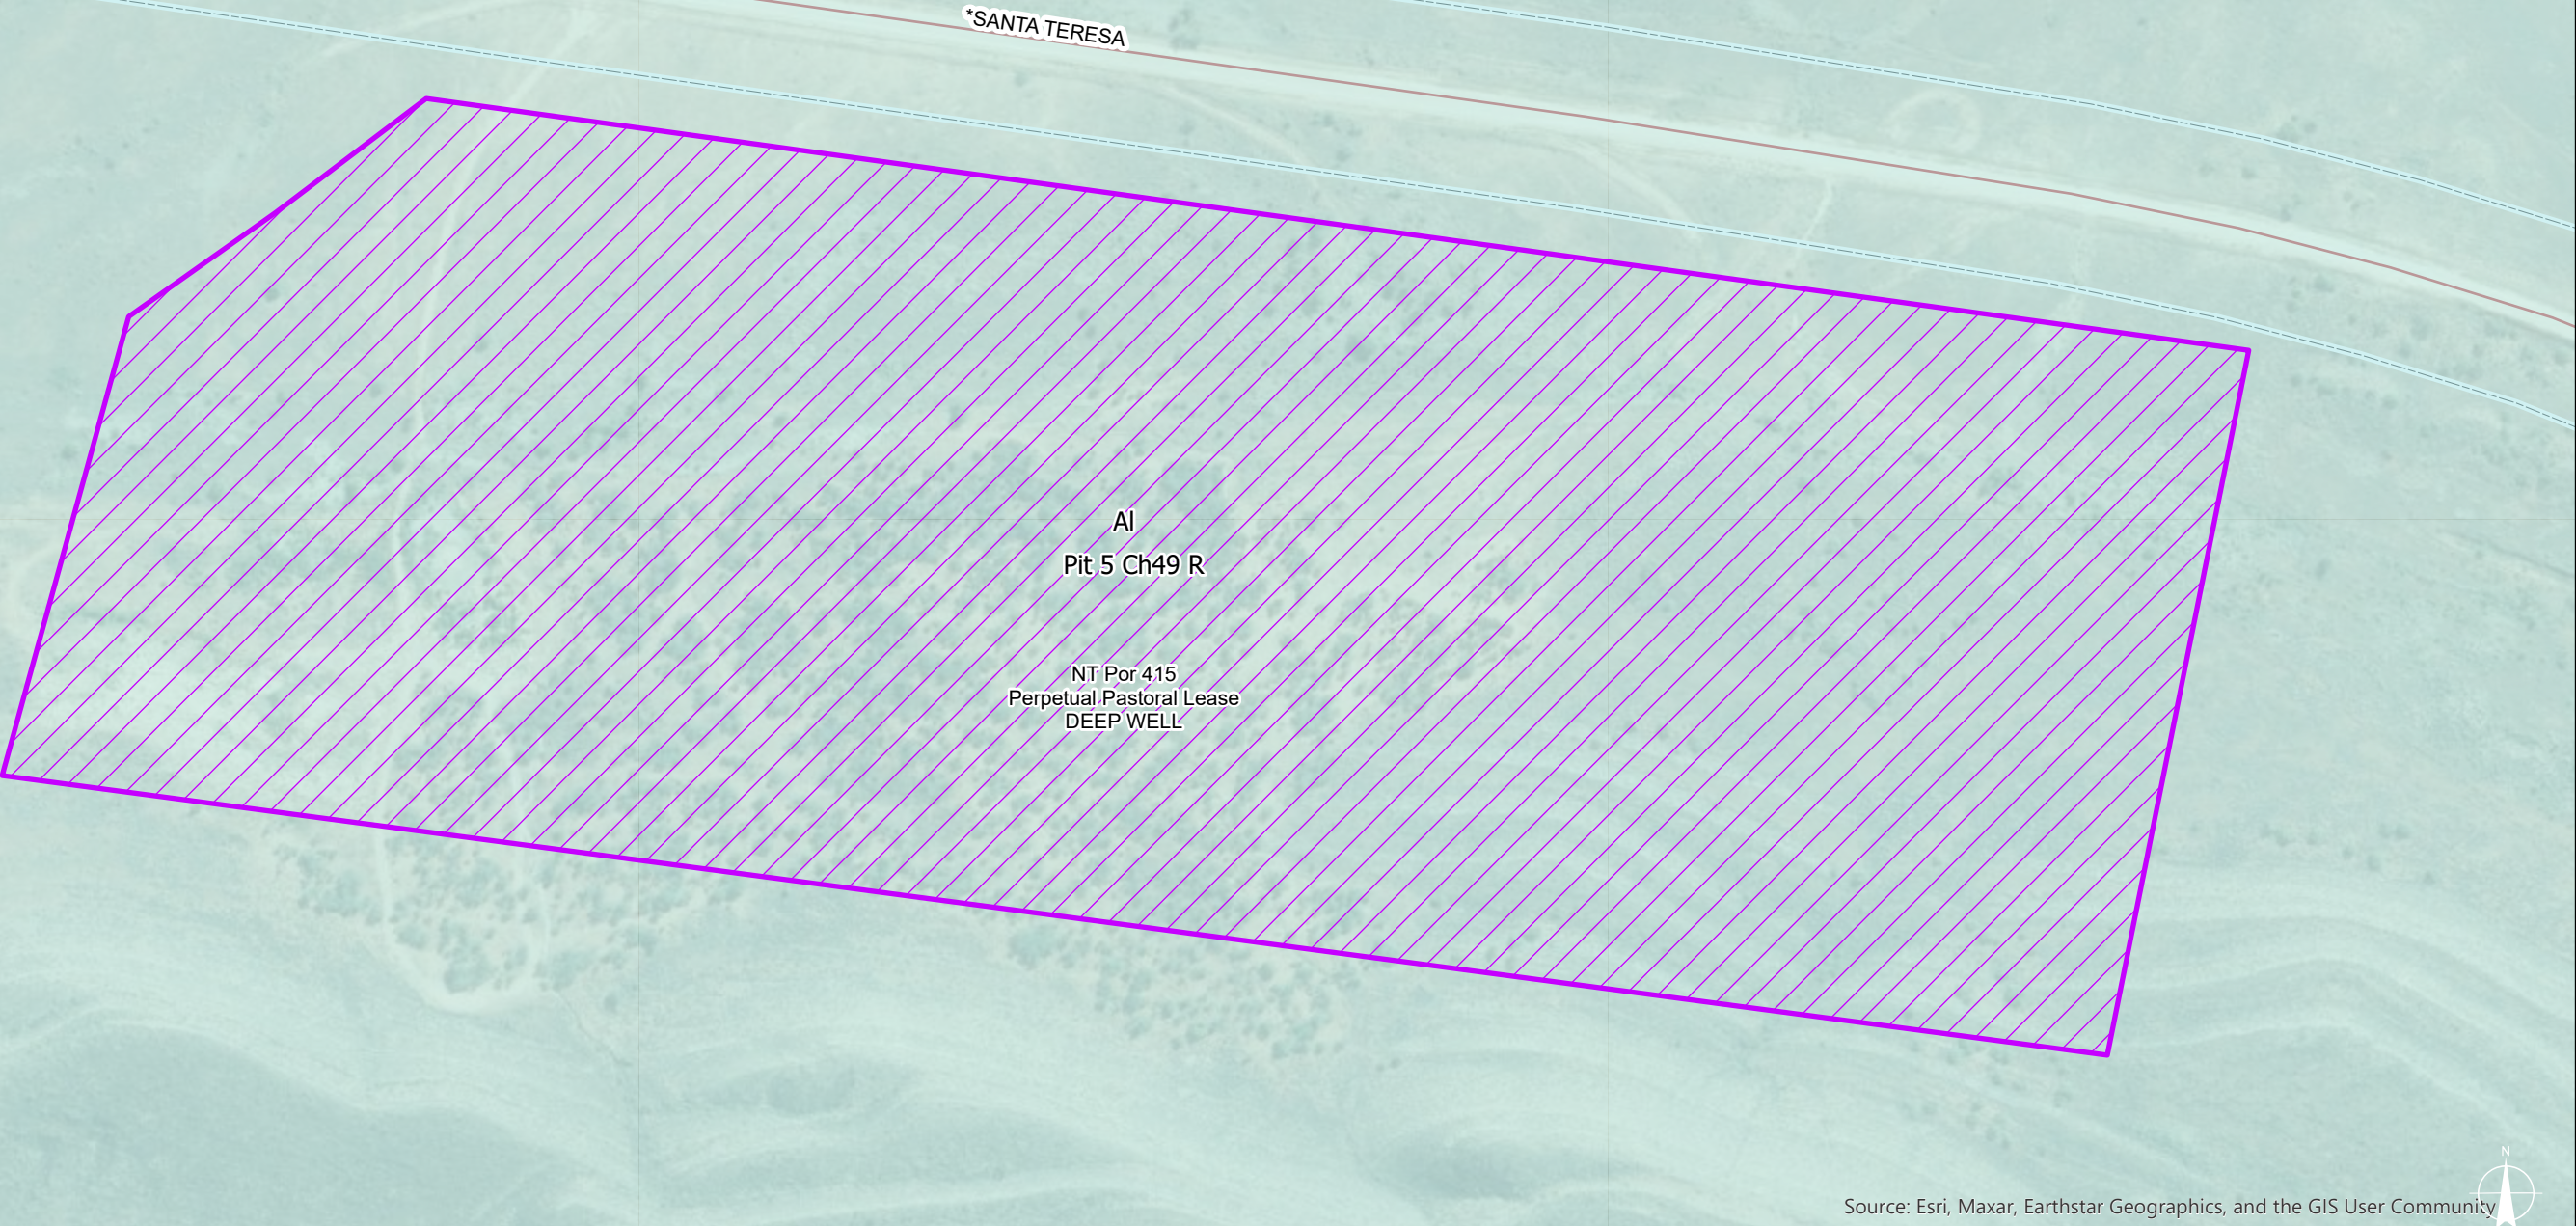 *SANTA TERESA
Al
Pit 5 Ch49 R
NT Por 415
Perpetual Pastoral Lease
DEEP WELL
N
Source: Esri, Maxar, Earthstar Geographics, and the GIS User Community